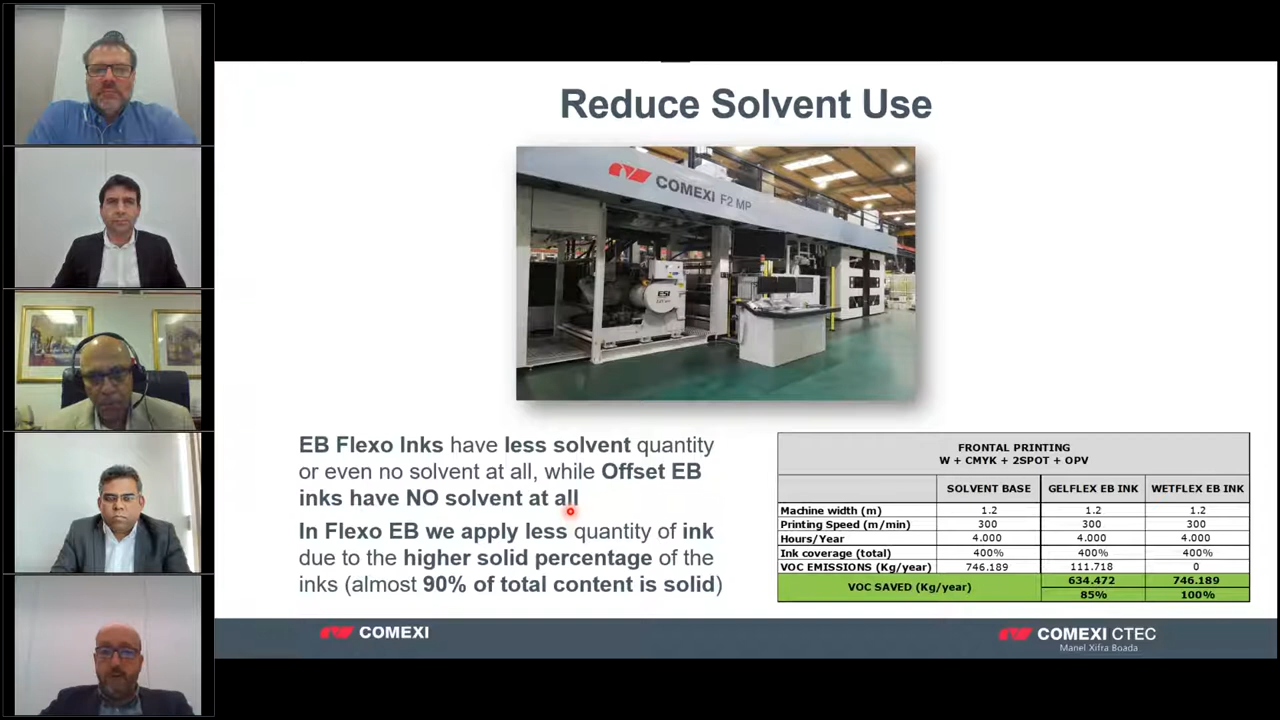 Reduce Solvent Use
COMEXI F2 MP
ESI
EB Flexo Inks have less solvent quantity
or even no solvent at all, while Offset EB
inks have NO solvent at all
In Flexo EB we apply less quantity of ink
due to the higher solid percentage of the
inks (almost 90% of total content is solid)
FRONTAL PRINTING
W + CMYK + 2SPOT + OPV
SOLVENT BASE GELFLEX EB INK WETFLEX EB INK
Machine width (m) 1.2 1.2 1.2
Printing Speed (m/min) 300 300 300
Hours/Year 4.000 4.000 4.000
Ink coverage (total) 400% 400% 400%
VOC EMISSIONS (Kg/year) 746.189 111.718 0
VOC SAVED (Kg/year) 634.472 746.189
85% 100%
COMEXI
COMEXI CTEC
Manel Xifra Boada